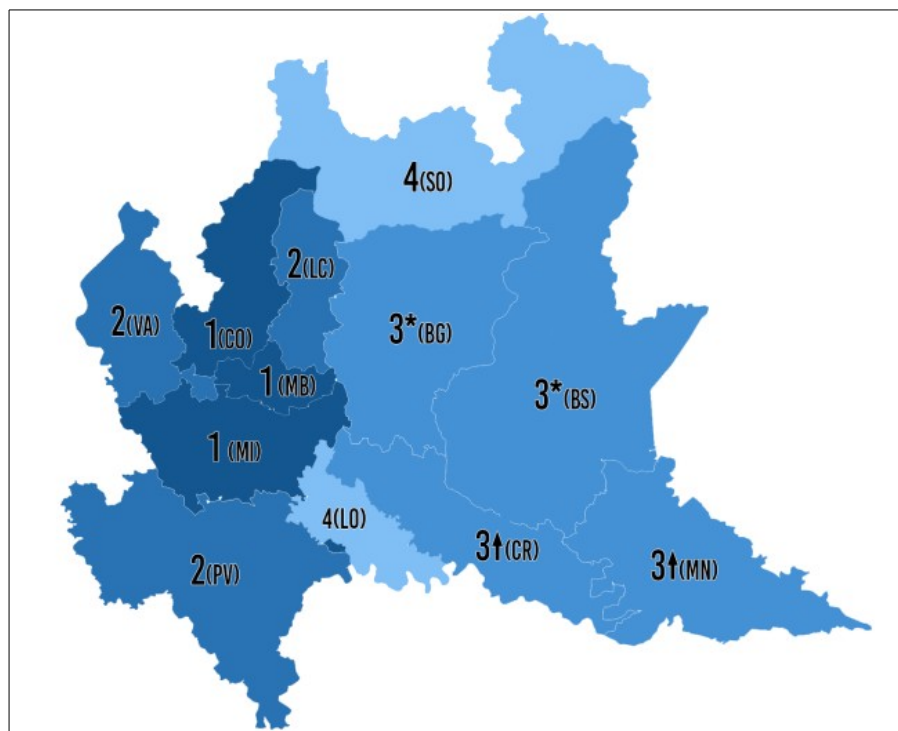 4(SO)
2(LC)
2(VA)
1(CO)
3*(BG)
1(MB)
3*(BS)
1(MI)
4(LO)
3↑(CR)
3↑(MN)
2(PV)